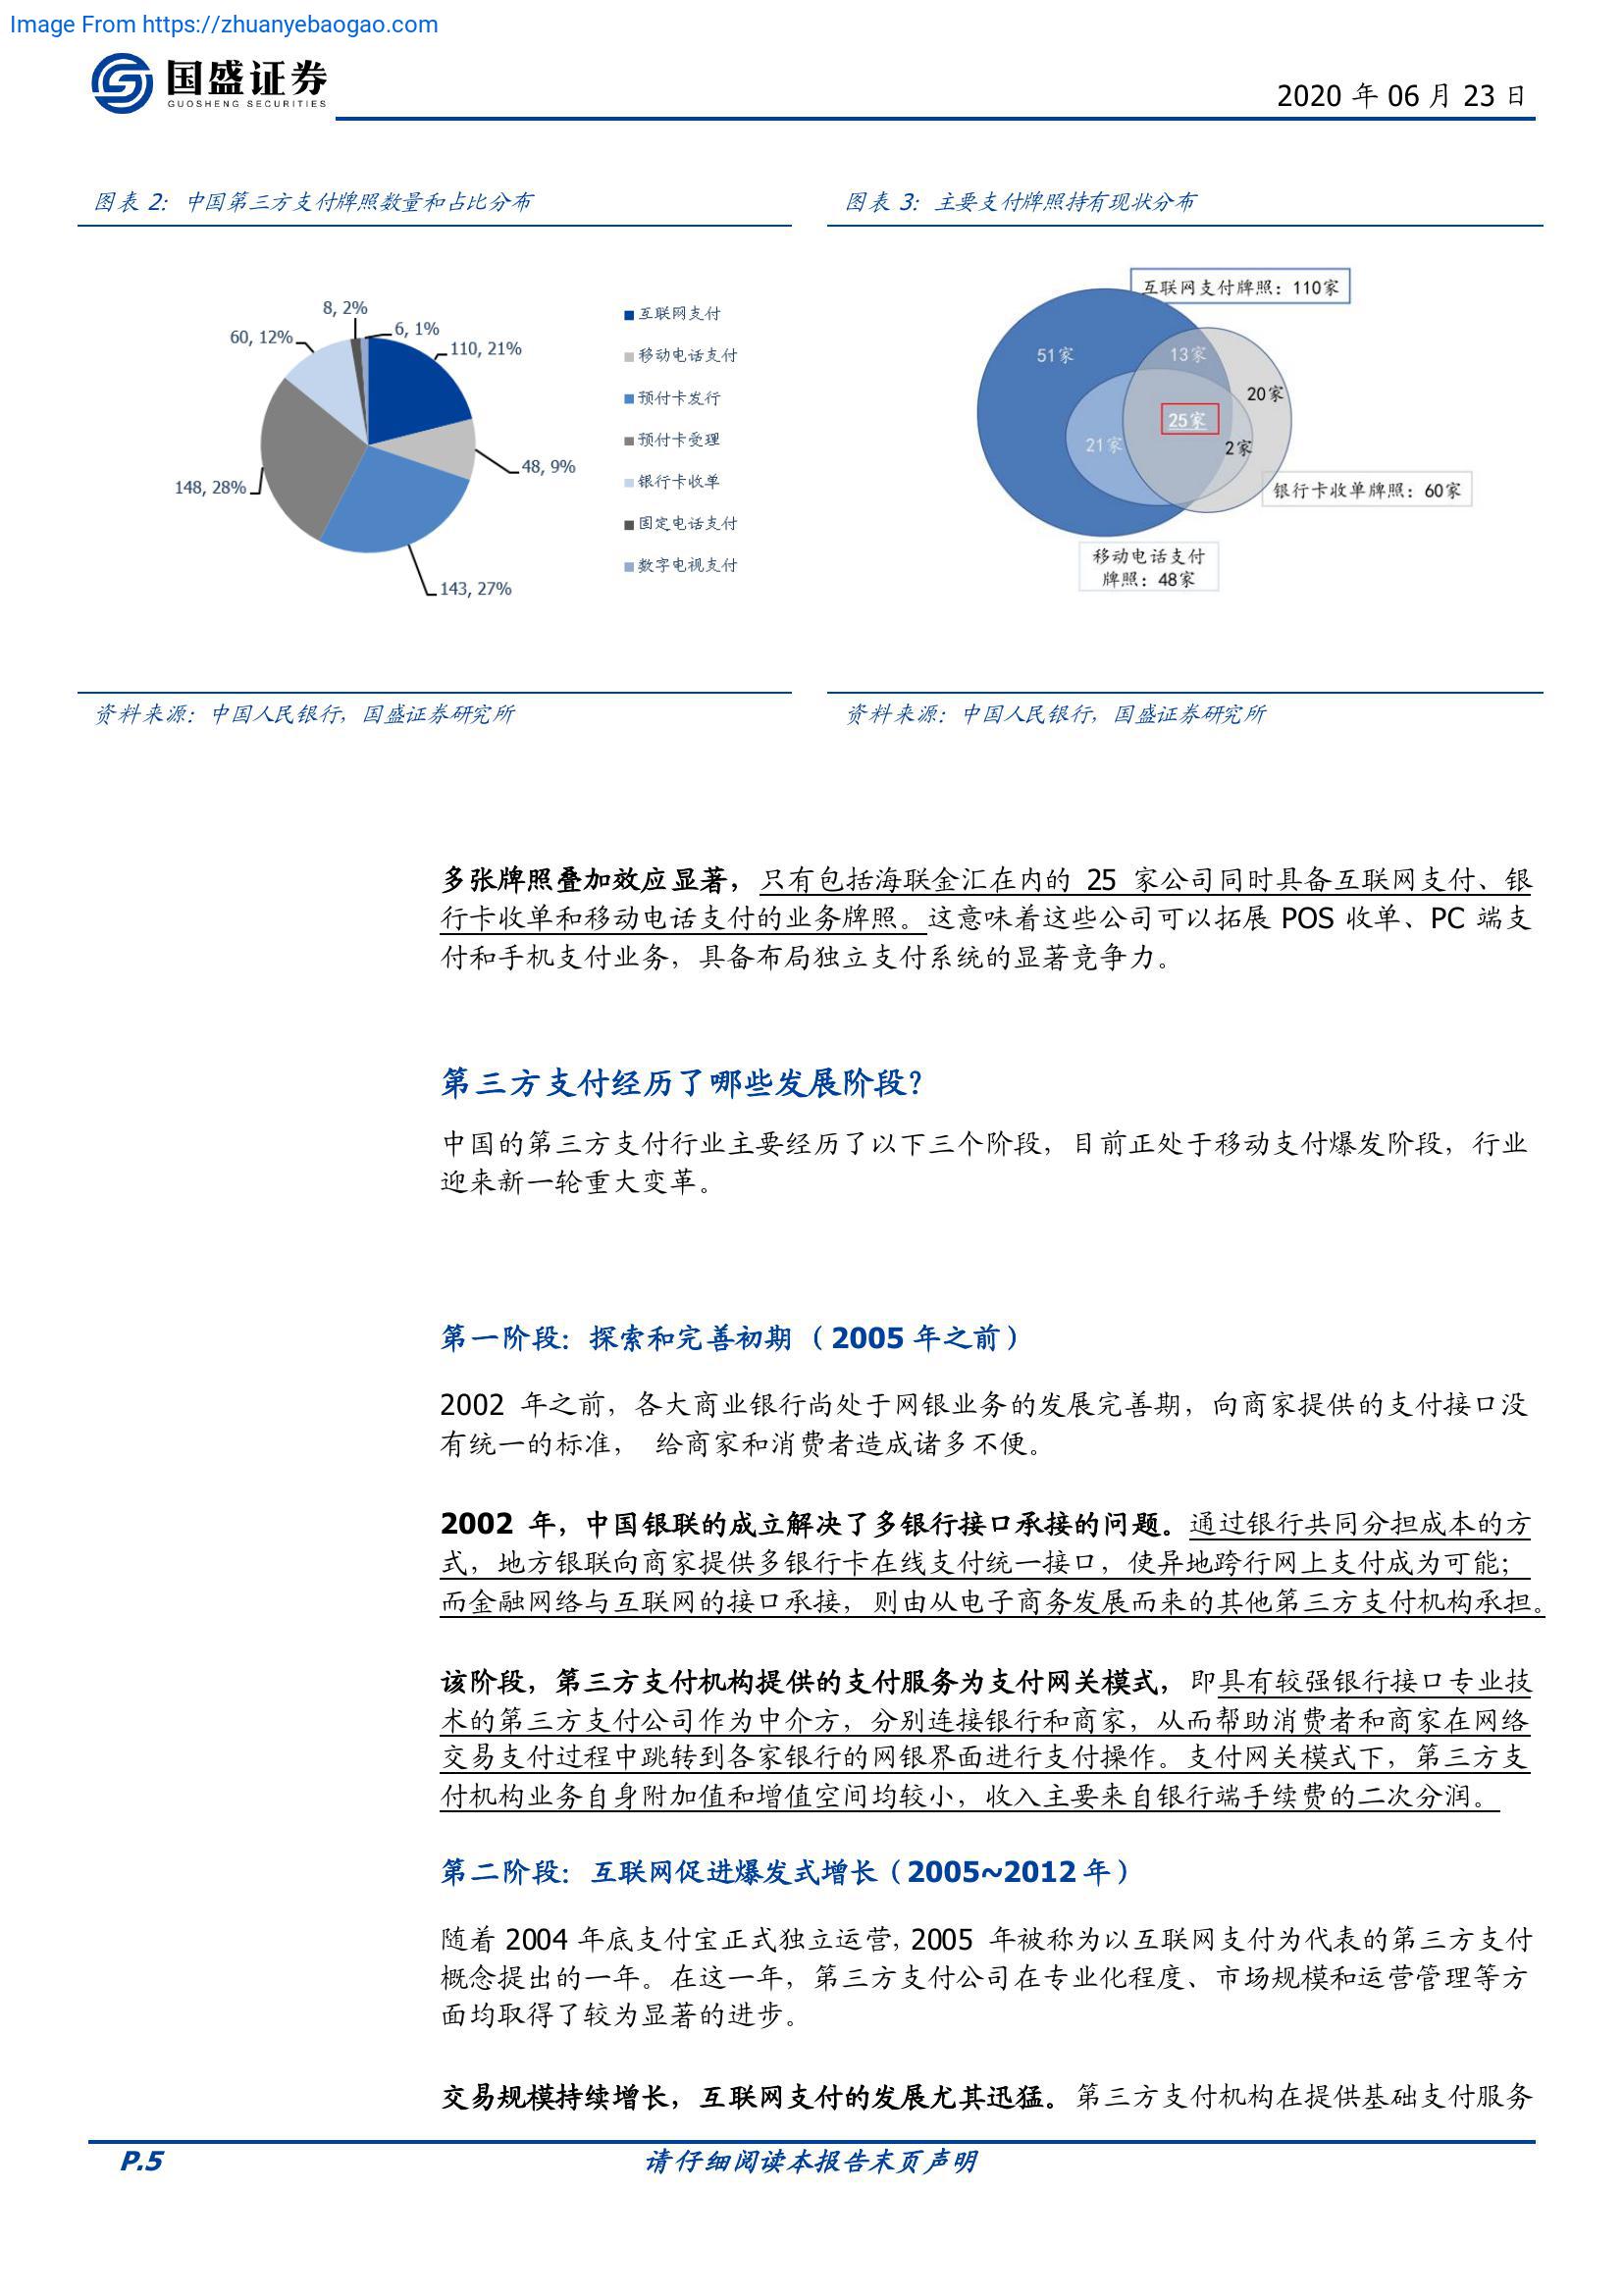 Image From https://zhuanyebaogao.com
国盛证券
GUOSHENG SECURITIES
2020 年 06 月 23 日
图表 2：中国第三方支付牌照数量和占比分布
8, 2%
6, 1%
60, 12%
110, 21%
48, 9%
148, 28%
143, 27%
互联网支付
移动电话支付
预付卡发行
预付卡受理
银行卡收单
固定电话支付
数字电视支付
资料来源：中国人民银行，国盛证券研究所
图表 3：主要支付牌照持有现状分布
互联网支付牌照：110家
51家
13家
20家
25家
21家
2家
银行卡收单牌照：60家
移动电话支付
牌照：48家
资料来源：中国人民银行，国盛证券研究所
多张牌照叠加效应显著，只有包括海联金汇在内的 25 家公司同时具备互联网支付、银
行卡收单和移动电话支付的业务牌照。这意味着这些公司可以拓展 POS 收单、PC 端支
付和手机支付业务，具备布局独立支付系统的显著竞争力。
第三方支付经历了哪些发展阶段？
中国的第三方支付行业主要经历了以下三个阶段，目前正处于移动支付爆发阶段，行业
迎来新一轮重大变革。
第一阶段：探索和完善初期（2005 年之前）
2002 年之前，各大商业银行尚处于网银业务的发展完善期，向商家提供的支付接口没
有统一的标准， 给商家和消费者造成诸多不便。
2002 年，中国银联的成立解决了多银行接口承接的问题。通过银行共同分担成本的方
式，地方银联向商家提供多银行卡在线支付统一接口，使异地跨行网上支付成为可能；
而金融网络与互联网的接口承接，则由从电子商务发展而来的其他第三方支付机构承担。
该阶段，第三方支付机构提供的支付服务为支付网关模式，即具有较强银行接口专业技
术的第三方支付公司作为中介方，分别连接银行和商家，从而帮助消费者和商家在网络
交易支付过程中跳转到各家银行的网银界面进行支付操作。支付网关模式下，第三方支
付机构业务自身附加值和增值空间均较小，收入主要来自银行端手续费的二次分润。
第二阶段：互联网促进爆发式增长（2005~2012 年）
随着 2004 年底支付宝正式独立运营，2005 年被称为以互联网支付为代表的第三方支付
概念提出的一年。在这一年，第三方支付公司在专业化程度、市场规模和运营管理等方
面均取得了较为显著的进步。
交易规模持续增长，互联网支付的发展尤其迅猛。第三方支付机构在提供基础支付服务
P.5
请仔细阅读本报告末页声明